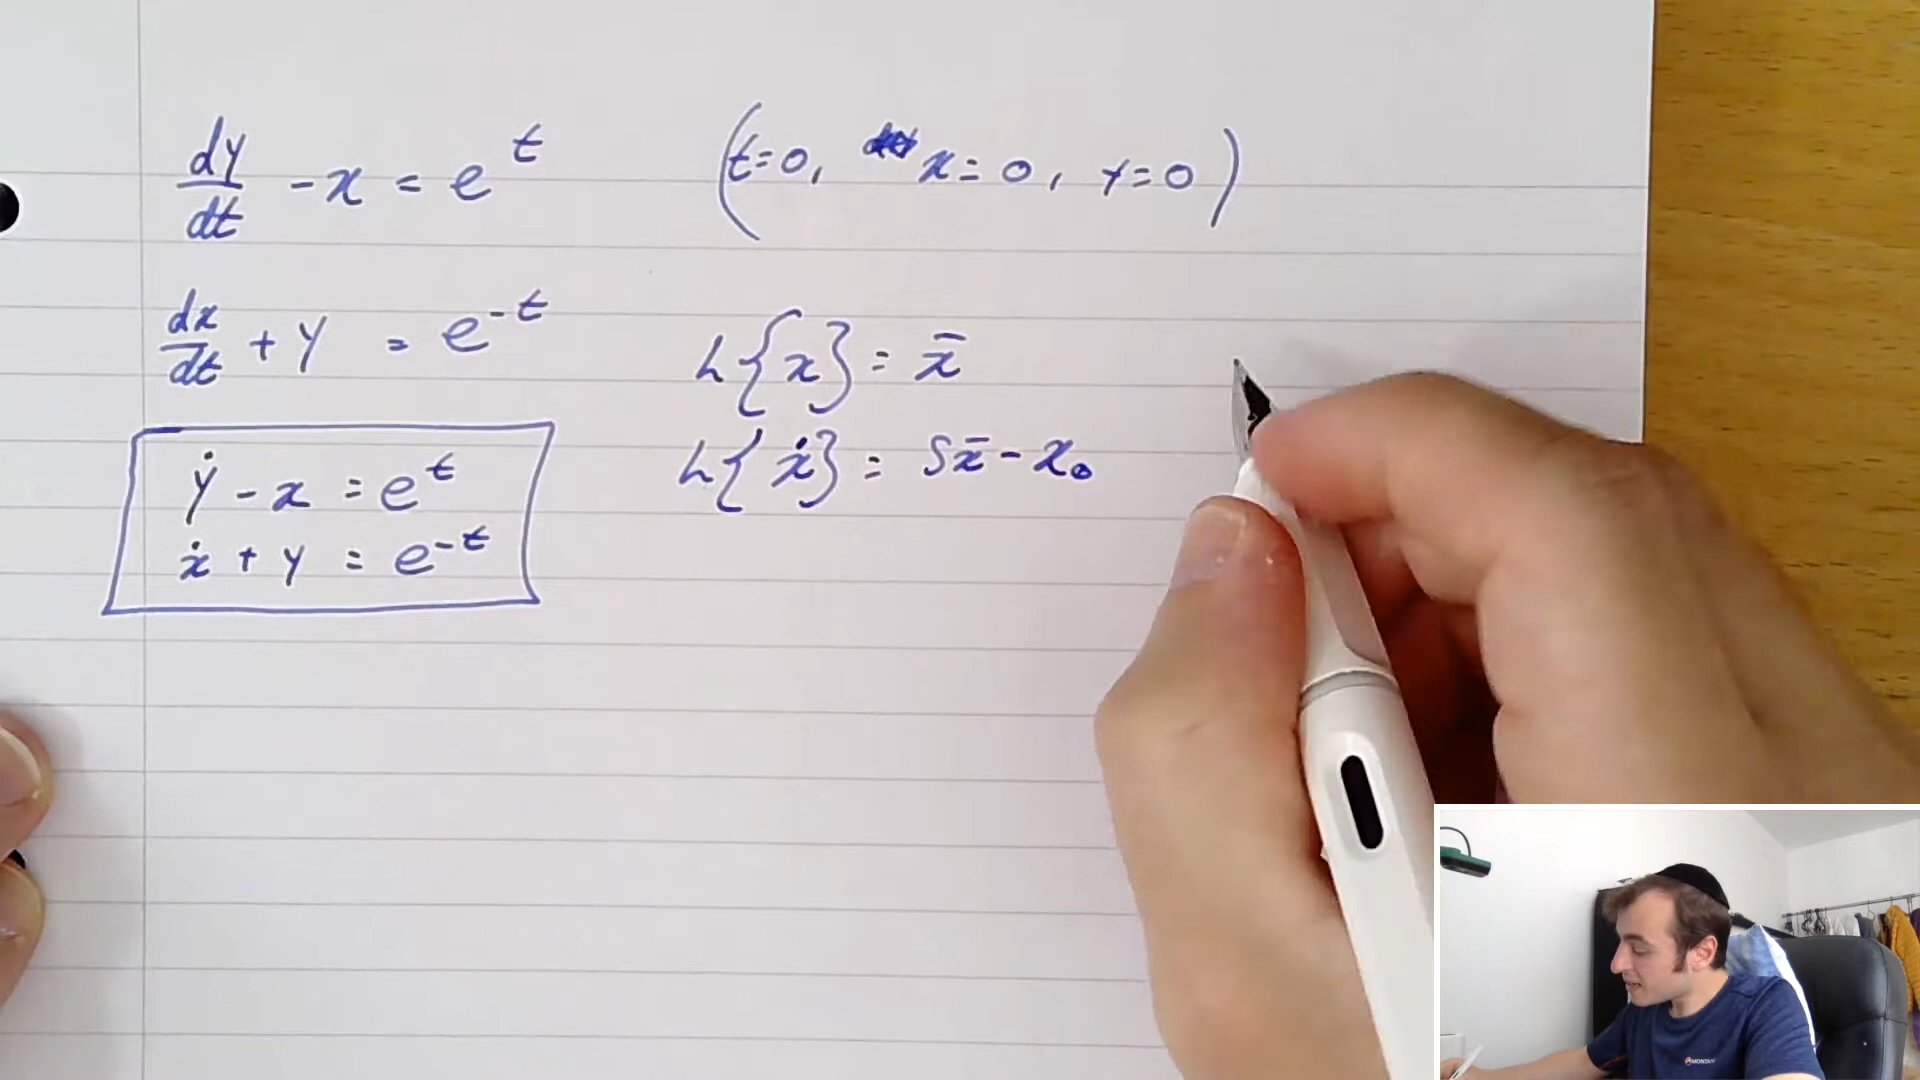 dy/dt - x = e^t (t=0, x=0, y=0)
dx/dt + y = e^-t
L{x} = x̄
L{ẋ} = sx̄ - x₀
ẏ - x = e^t
ẋ + y = e^-t